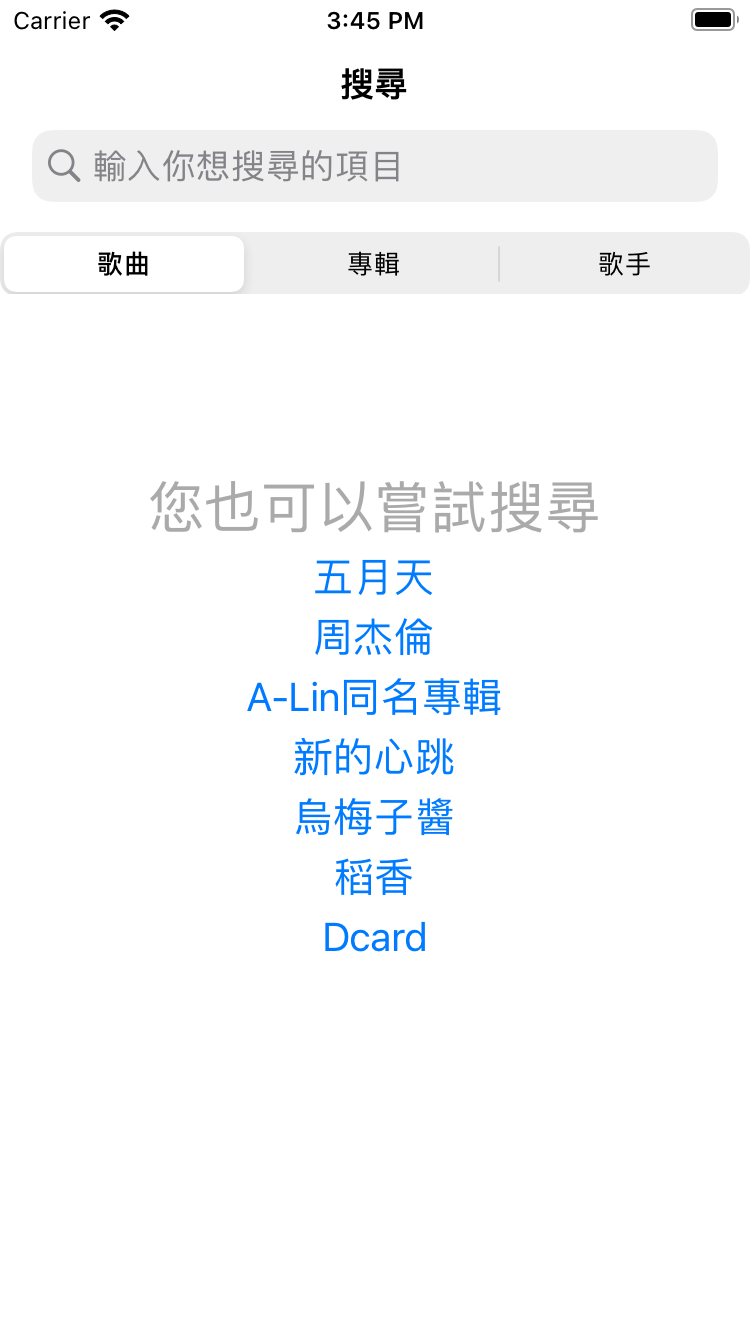 Carrier 3:45 PM
搜尋
輸入你想搜尋的項目
歌曲 專輯 歌手
您也可以嘗試搜尋
五月天
周杰倫
A-Lin同名專輯
新的心跳
烏梅子醬
稻香
Dcard